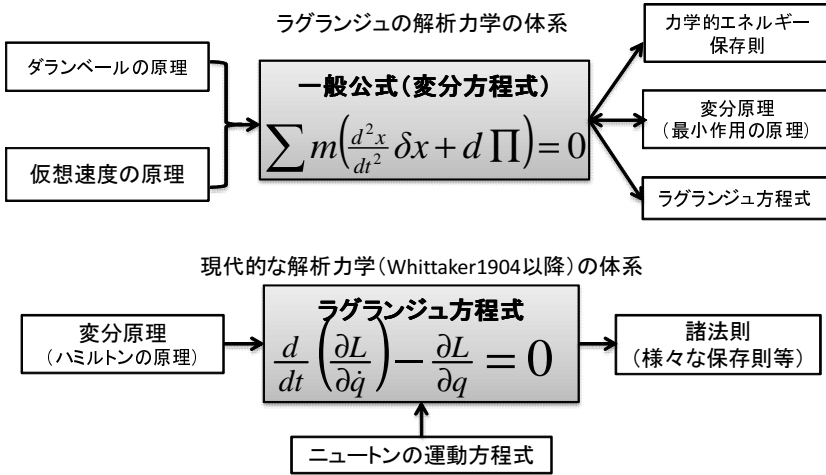 ラグランジュの解析力学の体系
ダランベールの原理
仮想速度の原理
一般公式(変分方程式)
∑ m(d²x/dt² δx + d ∏) = 0
力学的エネルギー
保存則
変分原理
(最小作用の原理)
ラグランジュ方程式
現代的な解析力学(Whittaker1904以降)の体系
変分原理
(ハミルトンの原理)
ラグランジュ方程式
d/dt (∂L/∂q̇) − ∂L/∂q = 0
諸法則
(様々な保存則等)
ニュートンの運動方程式